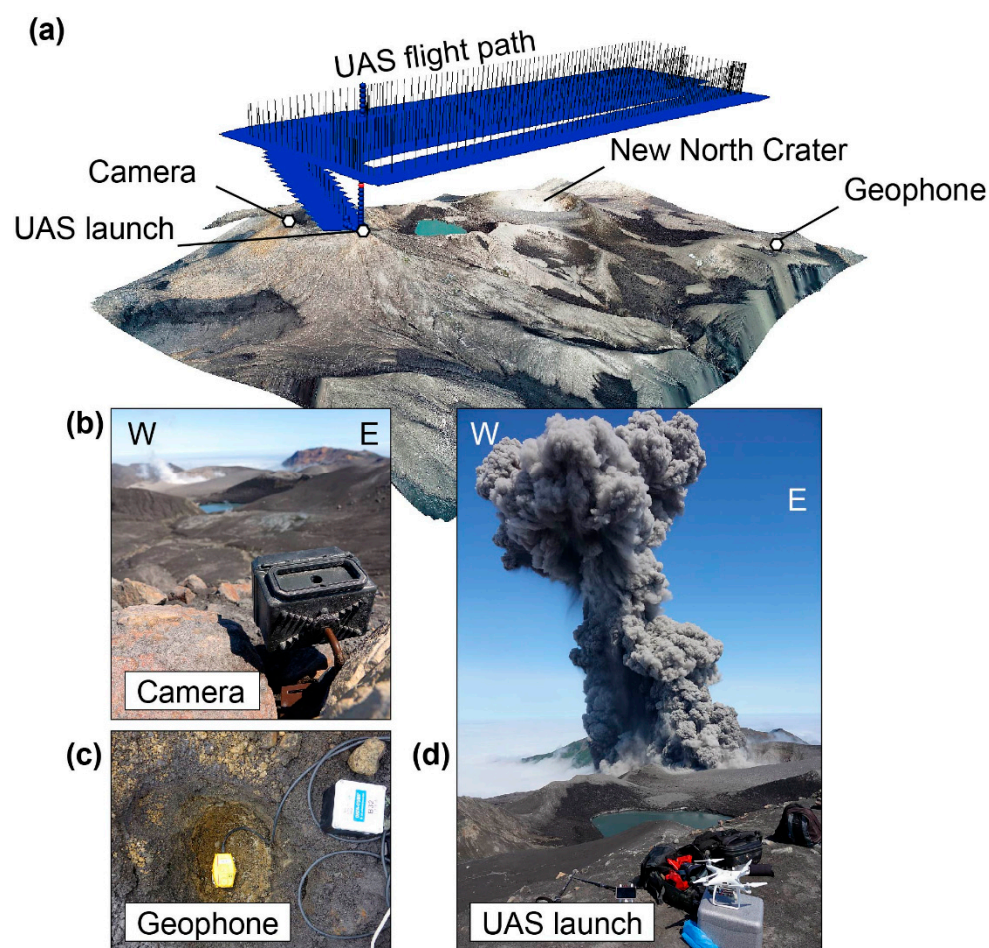 (a)
UAS flight path
New North Crater
Camera
Geophone
UAS launch
(b)
W E
Camera
(c)
Geophone
(d)
W
E
UAS launch